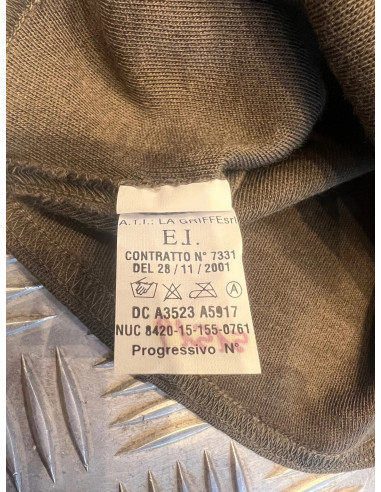 A.T.I.: LA GRIFFE srl
E.I.
CONTRATTO N° 7331
DEL 28/11/2001
A
DC A3523 A5917
NUC 8420-15-155-0761
Progressivo N°